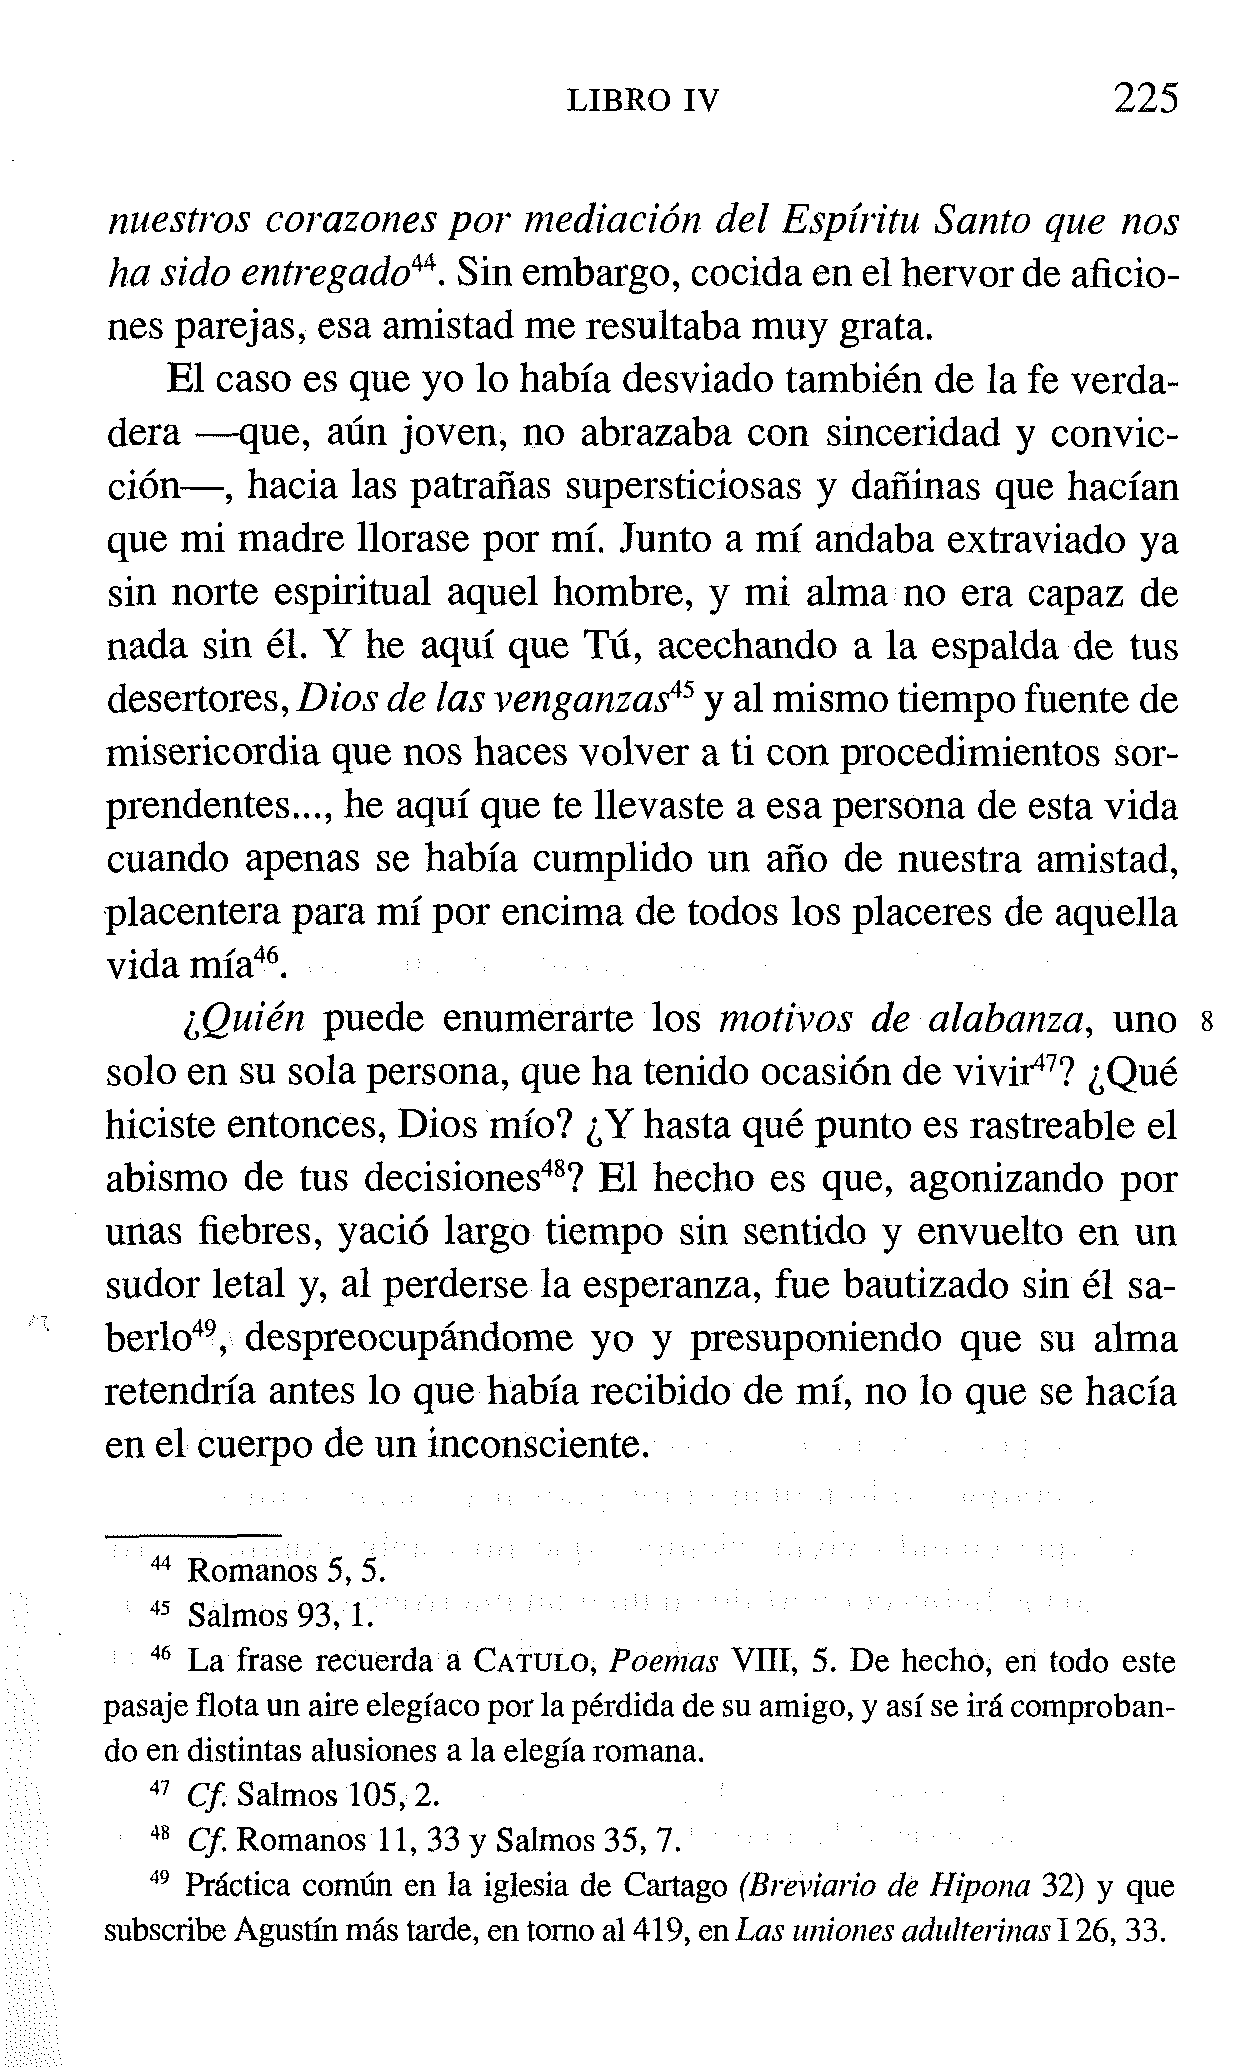 LIBRO IV 225
nuestros corazones por mediación del Espíritu Santo que nos
ha sido entregado⁴⁴. Sin embargo, cocida en el hervor de aficio-
nes parejas, esa amistad me resultaba muy grata.
El caso es que yo lo había desviado también de la fe verda-
dera —que, aún joven, no abrazaba con sinceridad y convic-
ción—, hacia las patrañas supersticiosas y dañinas que hacían
que mi madre llorase por mí. Junto a mí andaba extraviado ya
sin norte espiritual aquel hombre, y mi alma no era capaz de
nada sin él. Y he aquí que Tú, acechando a la espalda de tus
desertores, Dios de las venganzas⁴⁵ y al mismo tiempo fuente de
misericordia que nos haces volver a ti con procedimientos sor-
prendentes..., he aquí que te llevaste a esa persona de esta vida
cuando apenas se había cumplido un año de nuestra amistad,
placentera para mí por encima de todos los placeres de aquella
vida mía⁴⁶.
¿Quién puede enumerarte los motivos de alabanza, uno 8
solo en su sola persona, que ha tenido ocasión de vivir⁴⁷? ¿Qué
hiciste entonces, Dios mío? ¿Y hasta qué punto es rastreable el
abismo de tus decisiones⁴⁸? El hecho es que, agonizando por
unas fiebres, yació largo tiempo sin sentido y envuelto en un
sudor letal y, al perderse la esperanza, fue bautizado sin él sa-
berlo⁴⁹, despreocupándome yo y presuponiendo que su alma
retendría antes lo que había recibido de mí, no lo que se hacía
en el cuerpo de un inconsciente.
⁴⁴ Romanos 5, 5.
⁴⁵ Salmos 93, 1.
⁴⁶ La frase recuerda a CATULO, Poemas VIII, 5. De hecho, en todo este
pasaje flota un aire elegíaco por la pérdida de su amigo, y así se irá comproban-
do en distintas alusiones a la elegía romana.
⁴⁷ Cf. Salmos 105, 2.
⁴⁸ Cf. Romanos 11, 33 y Salmos 35, 7.
⁴⁹ Práctica común en la iglesia de Cartago (Breviario de Hipona 32) y que
subscribe Agustín más tarde, en torno al 419, en Las uniones adulterinas I 26, 33.